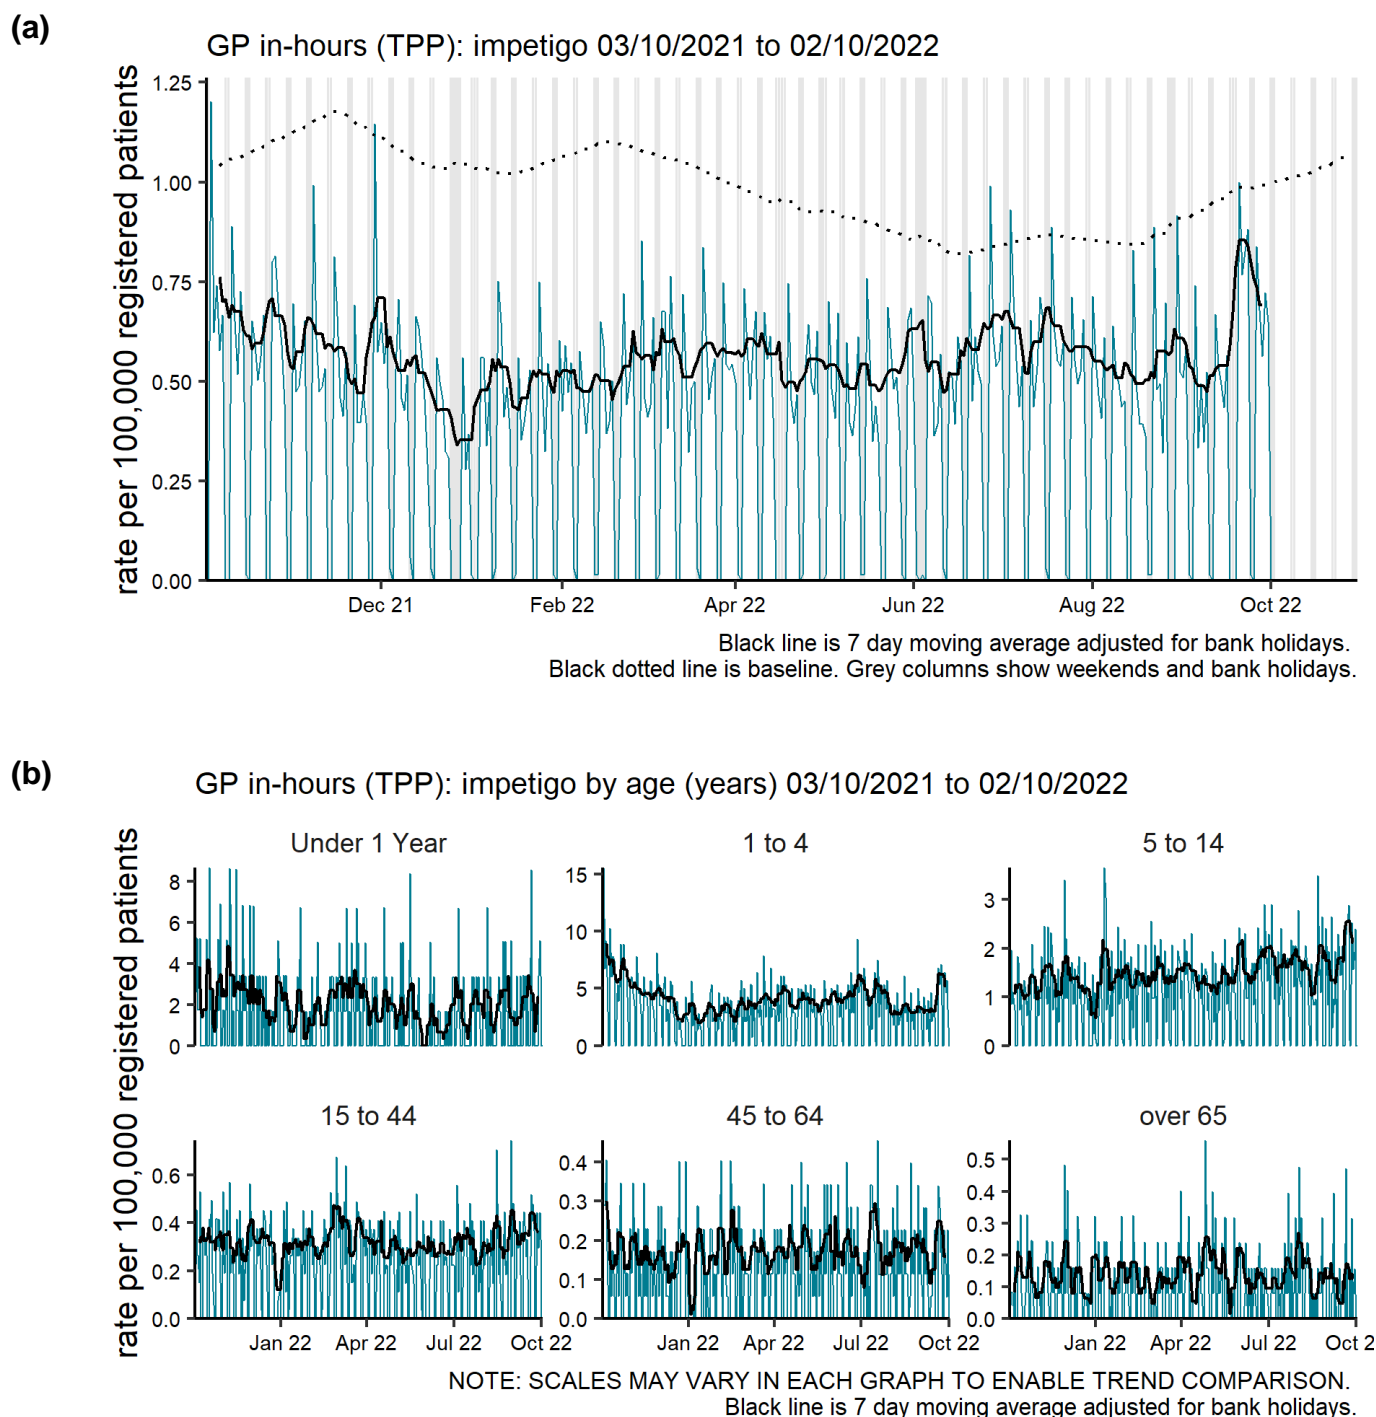 (a)
GP in-hours (TPP): impetigo 03/10/2021 to 02/10/2022
rate per 100,000 registered patients
1.25
1.00
0.75
0.50
0.25
0.00
Dec 21 Feb 22 Apr 22 Jun 22 Aug 22 Oct 22
Black line is 7 day moving average adjusted for bank holidays.
Black dotted line is baseline. Grey columns show weekends and bank holidays.
(b)
GP in-hours (TPP): impetigo by age (years) 03/10/2021 to 02/10/2022
rate per 100,000 registered patients
Under 1 Year
8
6
4
2
0
1 to 4
15
10
5
0
5 to 14
3
2
1
0
15 to 44
0.6
0.4
0.2
0.0
Jan 22 Apr 22 Jul 22 Oct 22
45 to 64
0.4
0.3
0.2
0.1
0.0
Jan 22 Apr 22 Jul 22 Oct 22
over 65
0.5
0.4
0.3
0.2
0.1
0.0
Jan 22 Apr 22 Jul 22 Oct 2
NOTE: SCALES MAY VARY IN EACH GRAPH TO ENABLE TREND COMPARISON.
Black line is 7 day moving average adjusted for bank holidays.